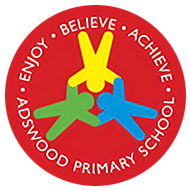 • ENJOY • BELIEVE • ACHIEVE •
ADSWOOD PRIMARY SCHOOL